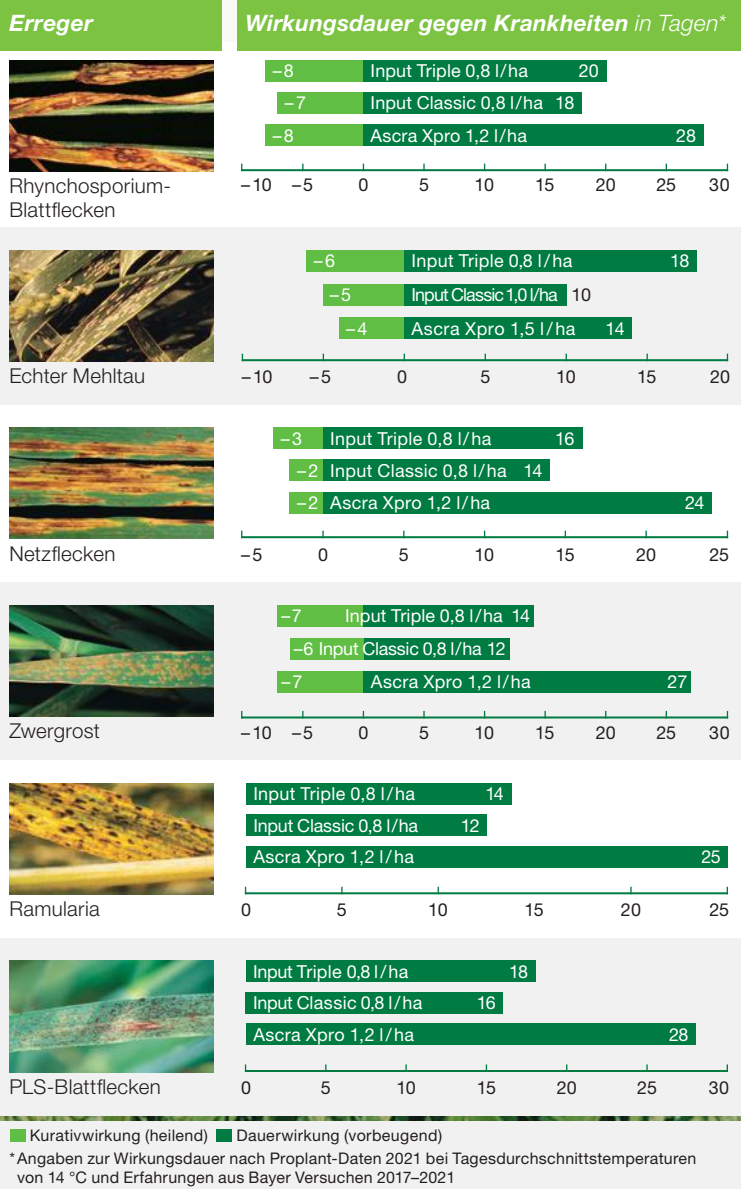 Erreger
Wirkungsdauer gegen Krankheiten in Tagen*
–8 Input Triple 0,8 l/ha 20
–7 Input Classic 0,8 l/ha 18
–8 Ascra Xpro 1,2 l/ha 28
–10 –5 0 5 10 15 20 25 30
Rhynchosporium-
Blattflecken
–6 Input Triple 0,8 l/ha 18
–5 Input Classic 1,0 l/ha 10
–4 Ascra Xpro 1,5 l/ha 14
–10 –5 0 5 10 15 20
Echter Mehltau
–3 Input Triple 0,8 l/ha 16
–2 Input Classic 0,8 l/ha 14
–2 Ascra Xpro 1,2 l/ha 24
–5 0 5 10 15 20 25
Netzflecken
–7 Input Triple 0,8 l/ha 14
–6 Input Classic 0,8 l/ha 12
–7 Ascra Xpro 1,2 l/ha 27
–10 –5 0 5 10 15 20 25 30
Zwergrost
Input Triple 0,8 l/ha 14
Input Classic 0,8 l/ha 12
Ascra Xpro 1,2 l/ha 25
0 5 10 15 20 25
Ramularia
Input Triple 0,8 l/ha 18
Input Classic 0,8 l/ha 16
Ascra Xpro 1,2 l/ha 28
0 5 10 15 20 25 30
PLS-Blattflecken
Kurativwirkung (heilend) Dauerwirkung (vorbeugend)
*Angaben zur Wirkungsdauer nach Proplant-Daten 2021 bei Tagesdurchschnittstemperaturen
von 14 °C und Erfahrungen aus Bayer Versuchen 2017–2021